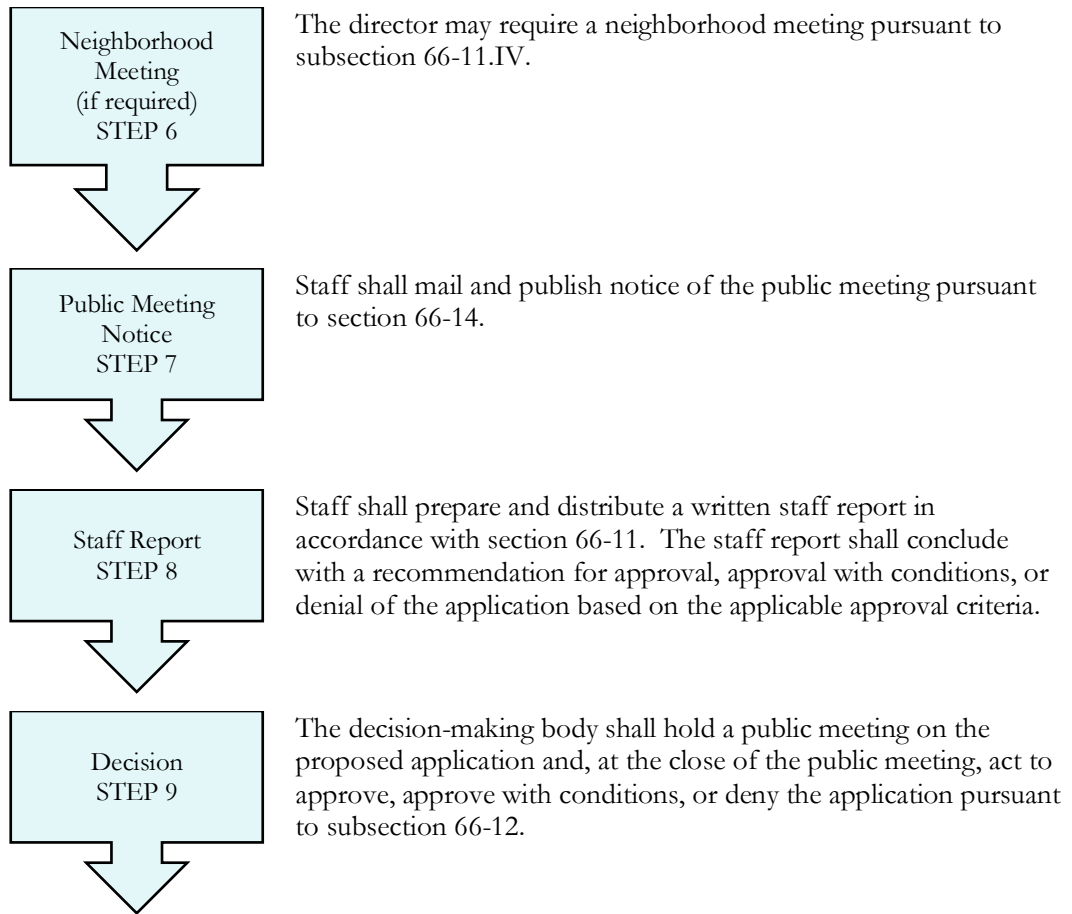 Neighborhood
Meeting
(if required)
STEP 6
The director may require a neighborhood meeting pursuant to
subsection 66-11.IV.
Public Meeting
Notice
STEP 7
Staff shall mail and publish notice of the public meeting pursuant
to section 66-14.
Staff Report
STEP 8
Staff shall prepare and distribute a written staff report in
accordance with section 66-11.  The staff report shall conclude
with a recommendation for approval, approval with conditions, or
denial of the application based on the applicable approval criteria.
Decision
STEP 9
The decision-making body shall hold a public meeting on the
proposed application and, at the close of the public meeting, act to
approve, approve with conditions, or deny the application pursuant
to subsection 66-12.